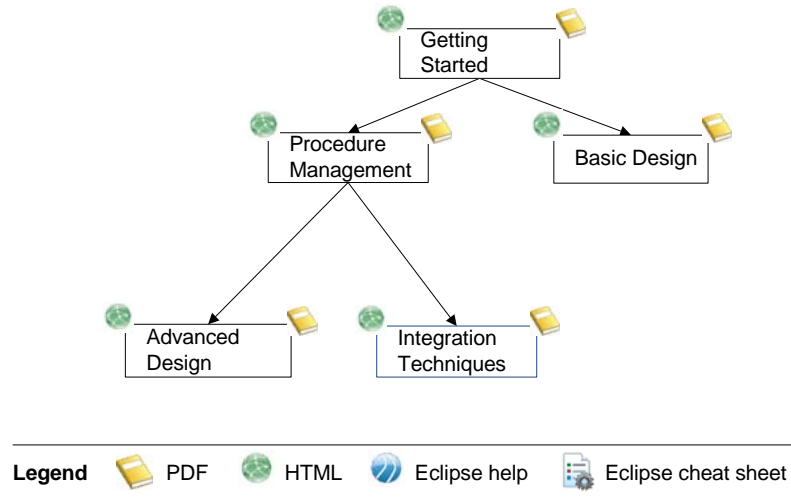 Getting
Started
Procedure
Management
Basic Design
Advanced
Design
Integration
Techniques
Legend PDF HTML Eclipse help Eclipse cheat sheet